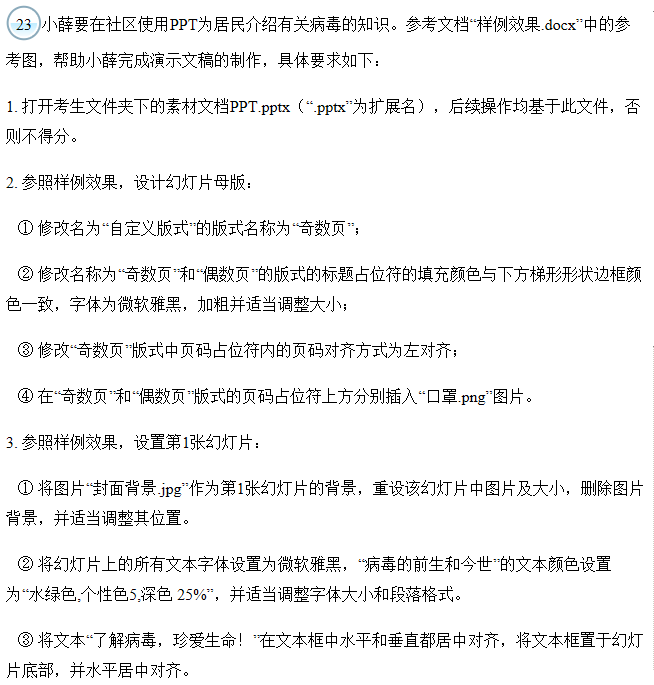 23 小薛要在社区使用PPT为居民介绍有关病毒的知识。参考文档“样例效果.docx”中的参
考图，帮助小薛完成演示文稿的制作，具体要求如下：
1. 打开考生文件夹下的素材文档PPT.pptx（“.pptx”为扩展名），后续操作均基于此文件，否
则不得分。
2. 参照样例效果，设计幻灯片母版：
① 修改名为“自定义版式”的版式名称为“奇数页”；
② 修改名称为“奇数页”和“偶数页”的版式的标题占位符的填充颜色与下方梯形形状边框颜
色一致，字体为微软雅黑，加粗并适当调整大小；
③ 修改“奇数页”版式中页码占位符内的页码对齐方式为左对齐；
④ 在“奇数页”和“偶数页”版式的页码占位符上方分别插入“口罩.png”图片。
3. 参照样例效果，设置第1张幻灯片：
① 将图片“封面背景.jpg”作为第1张幻灯片的背景，重设该幻灯片中图片及大小，删除图片
背景，并适当调整其位置。
② 将幻灯片上的所有文本字体设置为微软雅黑，“病毒的前生和今世”的文本颜色设置
为“水绿色,个性色5,深色 25%”，并适当调整字体大小和段落格式。
③ 将文本“了解病毒，珍爱生命！”在文本框中水平和垂直都居中对齐，将文本框置于幻灯
片底部，并水平居中对齐。